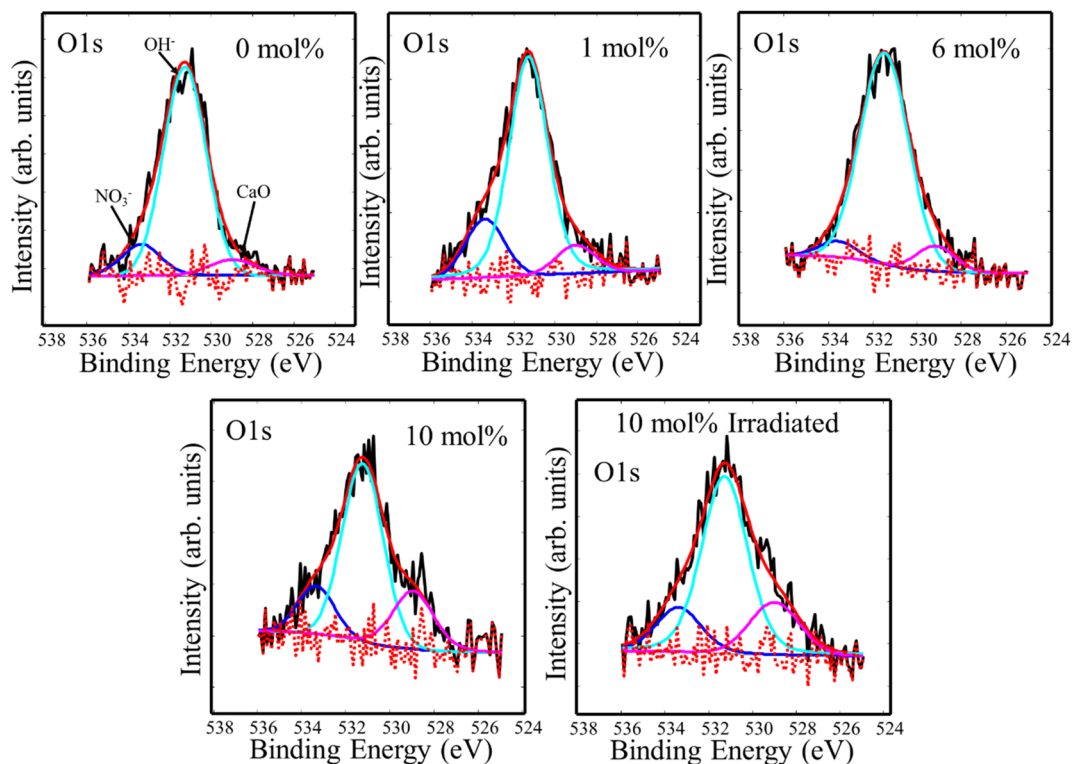 O1s
OH-
0 mol%
NO3-
CaO
Intensity (arb. units)
538 536 534 532 530 528 526 524
Binding Energy (eV)
O1s
1 mol%
Intensity (arb. units)
538 536 534 532 530 528 526 524
Binding Energy (eV)
O1s
6 mol%
Intensity (arb. units)
538 536 534 532 530 528 526 524
Binding Energy (eV)
O1s
10 mol%
Intensity (arb. units)
538 536 534 532 530 528 526 524
Binding Energy (eV)
10 mol% Irradiated
O1s
Intensity (arb. units)
538 536 534 532 530 528 526 524
Binding Energy (eV)